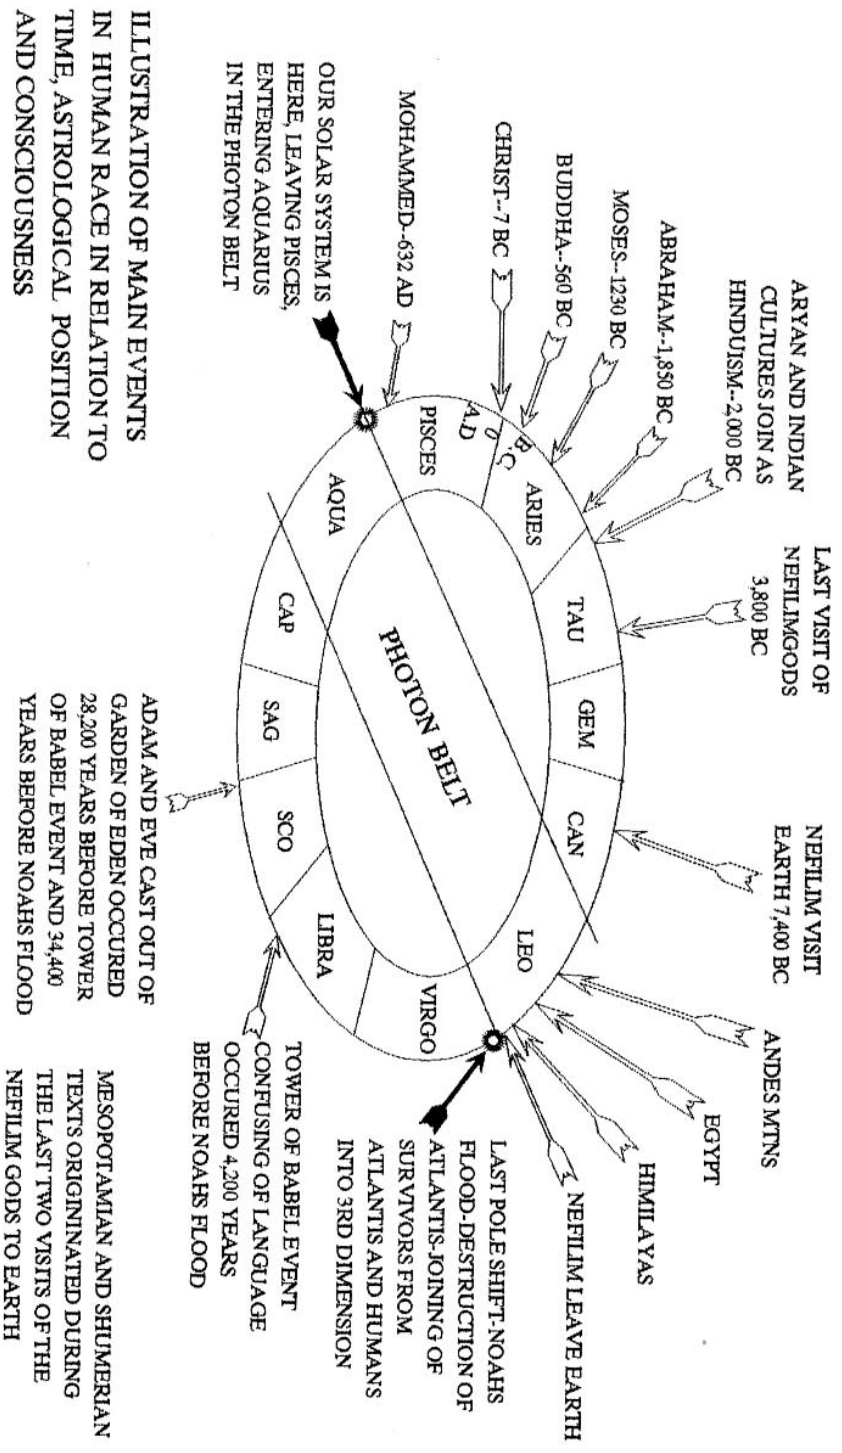 ILLUSTRATION OF MAIN EVENTS
IN HUMAN RACE IN RELATION TO
TIME, ASTROLOGICAL POSITION
AND CONSCIOUSNESS
OUR SOLAR SYSTEM IS
HERE, LEAVING PISCES,
ENTERING AQUARIUS
IN THE PHOTON BELT
MOHAMMED--632 AD
CHRIST--7 BC
BUDDHA--560 BC
MOSES--1230 BC
ABRAHAM--1,850 BC
ARYAN AND INDIAN
CULTURES JOIN AS
HINDUISM--2,000 BC
LAST VISIT OF
NEFILIMGODS
3,800 BC
NEFILIM VISIT
EARTH 7,400 BC
ANDES MTNS
EGYPT
HIMILAYAS
NEFILIM LEAVE EARTH
LAST POLE SHIFT-NOAHS
FLOOD-DESTRUCTION OF
ATLANTIS-JOINING OF
SURVIVORS FROM
ATLANTIS AND HUMANS
INTO 3RD DIMENSION
TOWER OF BABEL EVENT
CONFUSING OF LANGUAGE
OCCURED 4,200 YEARS
BEFORE NOAHS FLOOD
ADAM AND EVE CAST OUT OF
GARDEN OF EDEN OCCURED
28,200 YEARS BEFORE TOWER
OF BABEL EVENT AND 34,400
YEARS BEFORE NOAHS FLOOD
MESOPOTAMIAN AND SHUMERIAN
TEXTS ORIGININATED DURING
THE LAST TWO VISITS OF THE
NEFILIM GODS TO EARTH
PISCES
A.D
0
B.C.
ARIES
TAU
GEM
CAN
LEO
VIRGO
LIBRA
SCO
SAG
CAP
AQUA
PHOTON BELT